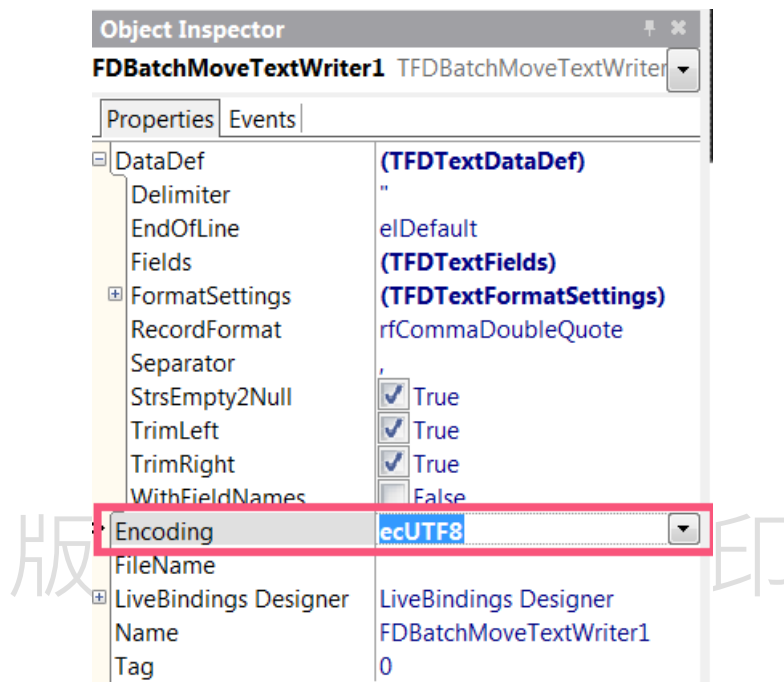 Object Inspector
FDBatchMoveTextWriter1 TFDBatchMoveTextWriter
Properties Events
DataDef (TFDTextDataDef)
Delimiter "
EndOfLine elDefault
Fields (TFDTextFields)
FormatSettings (TFDTextFormatSettings)
RecordFormat rfCommaDoubleQuote
Separator ,
StrsEmpty2Null True
TrimLeft True
TrimRight True
WithFieldNames False
Encoding ecUTF8
FileName
LiveBindings Designer LiveBindings Designer
Name FDBatchMoveTextWriter1
Tag 0
版 印